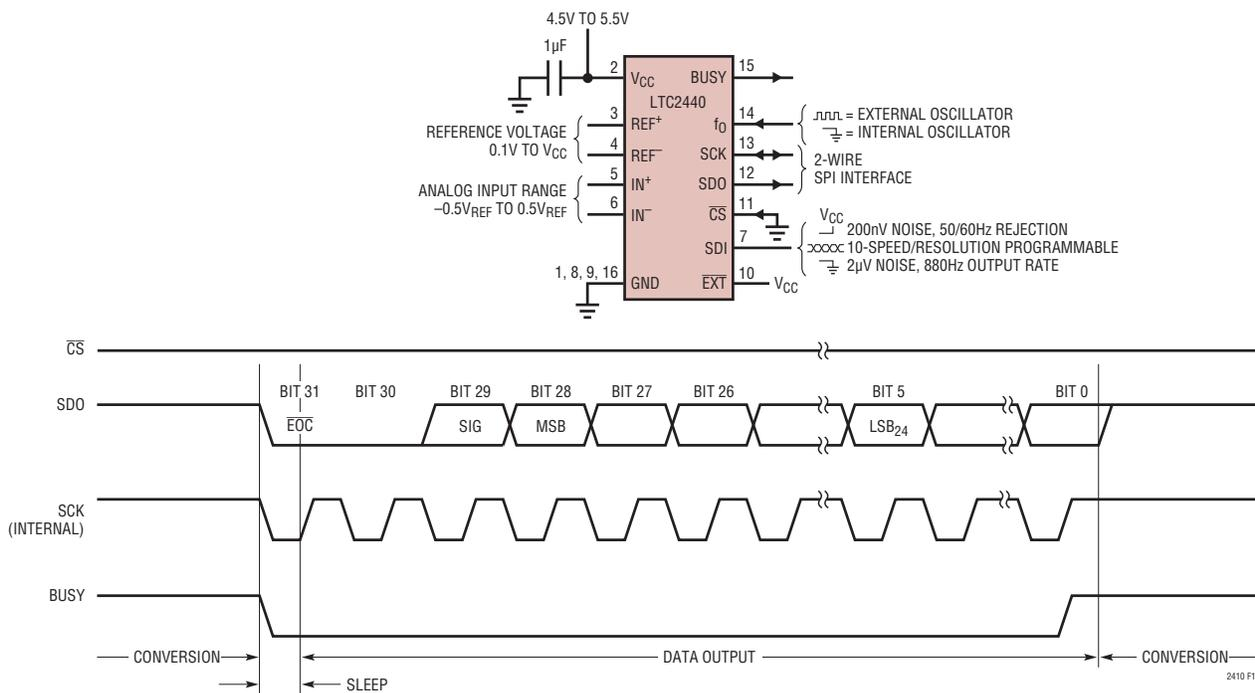 4.5V TO 5.5V
1µF
2
VCC
BUSY
15
LTC2440
REFERENCE VOLTAGE
0.1V TO VCC
3
REF+
4
REF–
fO
14
= EXTERNAL OSCILLATOR
= INTERNAL OSCILLATOR
SCK
13
SDO
12
2-WIRE
SPI INTERFACE
ANALOG INPUT RANGE
–0.5VREF TO 0.5VREF
5
IN+
6
IN–
CS
11
SDI
7
VCC
200nV NOISE, 50/60Hz REJECTION
10-SPEED/RESOLUTION PROGRAMMABLE
2µV NOISE, 880Hz OUTPUT RATE
1, 8, 9, 16
GND
EXT
10
VCC
CS
BIT 31
BIT 30
BIT 29
BIT 28
BIT 27
BIT 26
BIT 5
BIT 0
SDO
EOC
SIG
MSB
LSB24
SCK
(INTERNAL)
BUSY
CONVERSION
DATA OUTPUT
CONVERSION
SLEEP